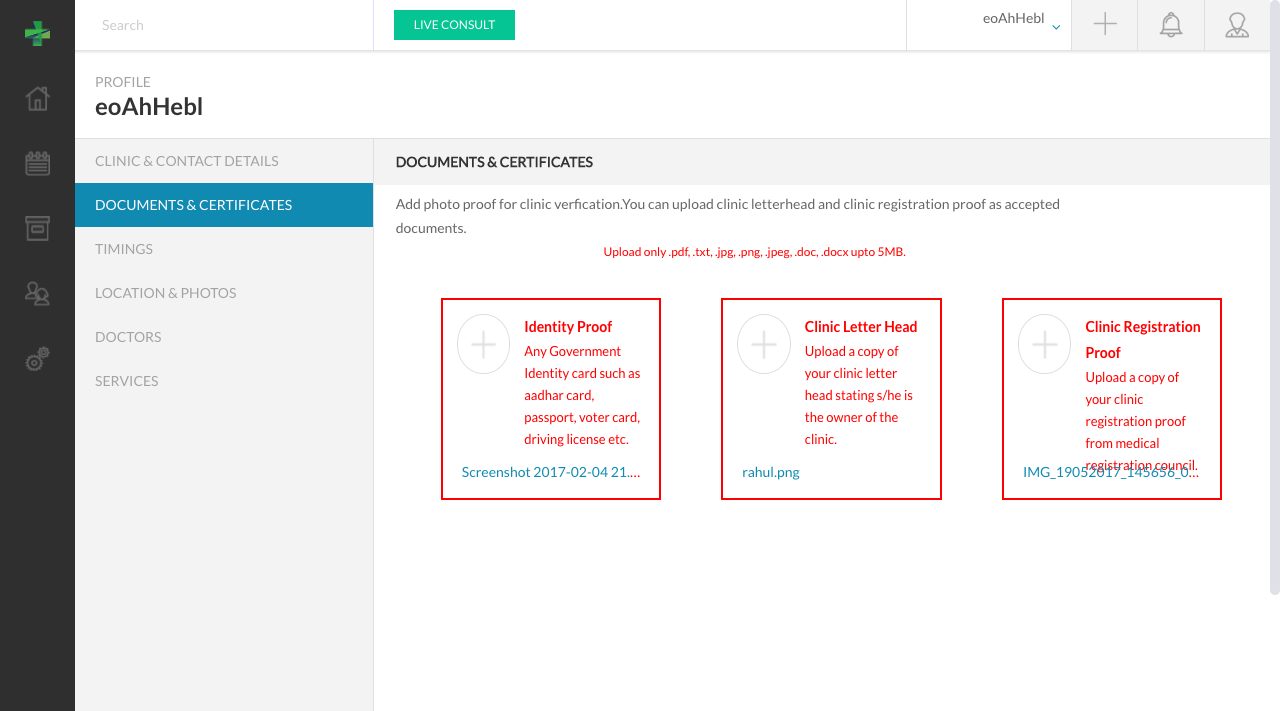 Search
LIVE CONSULT
eoAhHebl
PROFILE
eoAhHebl
CLINIC & CONTACT DETAILS
DOCUMENTS & CERTIFICATES
TIMINGS
LOCATION & PHOTOS
DOCTORS
SERVICES
DOCUMENTS & CERTIFICATES
Add photo proof for clinic verfication.You can upload clinic letterhead and clinic registration proof as accepted
documents.
Upload only .pdf, .txt, .jpg, .png, .jpeg, .doc, .docx upto 5MB.
Identity Proof
Any Government
Identity card such as
aadhar card,
passport, voter card,
driving license etc.
Screenshot 2017-02-04 21....
Clinic Letter Head
Upload a copy of
your clinic letter
head stating s/he is
the owner of the
clinic.
rahul.png
Clinic Registration
Proof
Upload a copy of
your clinic
registration proof
from medical
registration council.
IMG_19052017_145656_0...